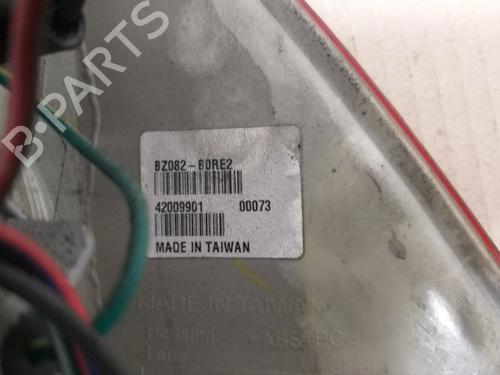 B-PARTS
BZ082-B0RE2
42009901 00073
MADE IN TAIWAN
MADE IN TAIWAN
Housing >ABS+PC<
Lens